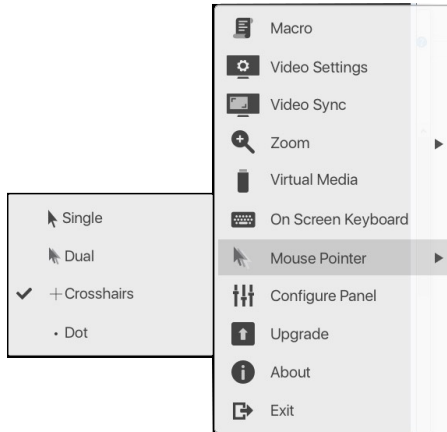 Macro
Video Settings
Video Sync
Zoom
Virtual Media
On Screen Keyboard
Mouse Pointer
Configure Panel
Upgrade
About
Exit
Single
Dual
Crosshairs
Dot